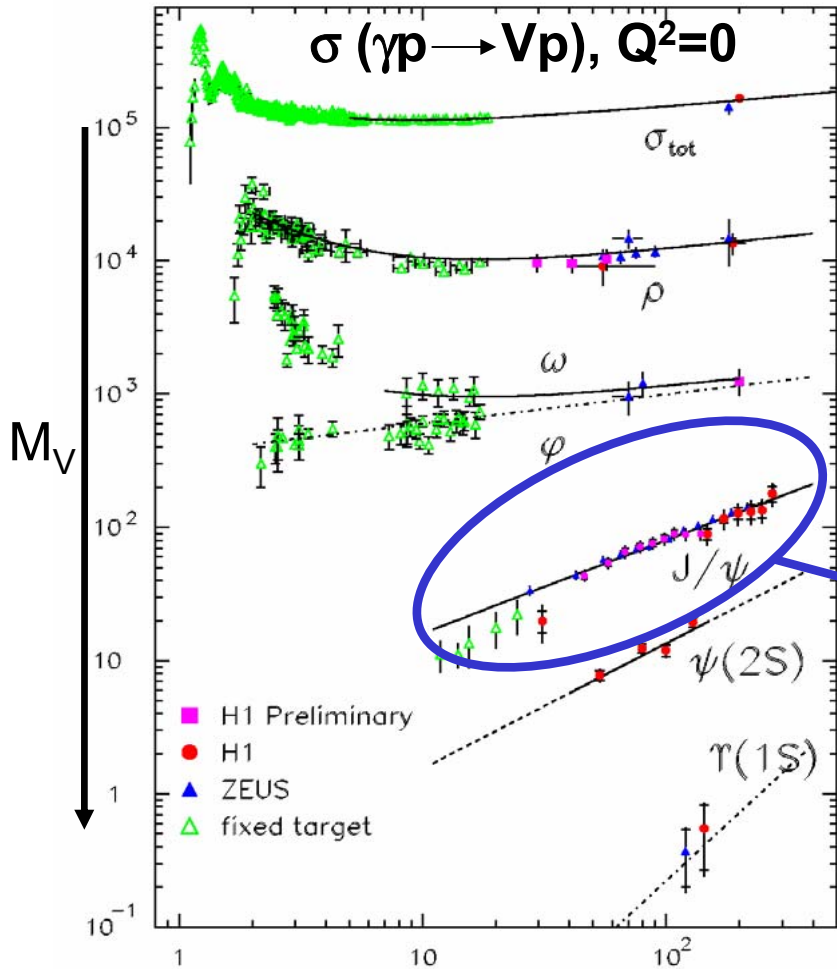 σ (γp ⟶ Vp), Q²=0
10⁵
σtot
10⁴
ρ
10³
ω
φ
M_V
10²
J/ψ
10
ψ(2S)
H1 Preliminary
H1
Υ(1S)
1
ZEUS
fixed target
10⁻¹
1 10 10²